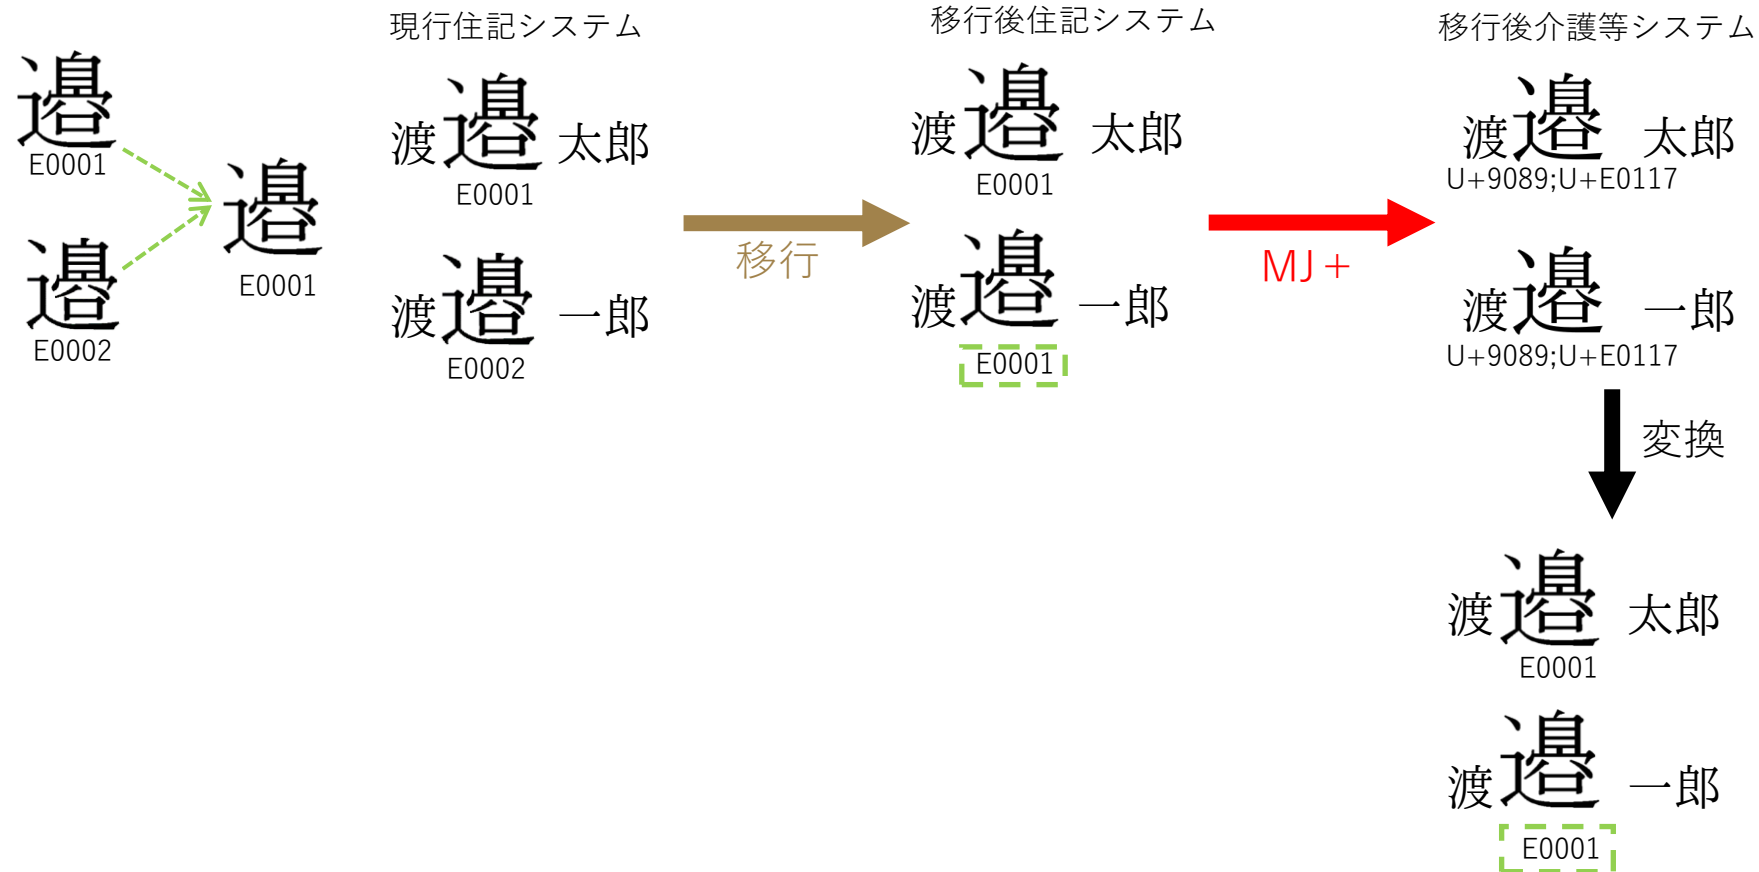 邉
E0001
邉
E0002
邉
E0001
現行住記システム
渡邉 太郎
E0001
渡邉 一郎
E0002
移行
移行後住記システム
渡邉 太郎
E0001
渡邉 一郎
E0001
MJ＋
移行後介護等システム
渡邉 太郎
U+9089;U+E0117
渡邉 一郎
U+9089;U+E0117
変換
渡邉 太郎
E0001
渡邉 一郎
E0001